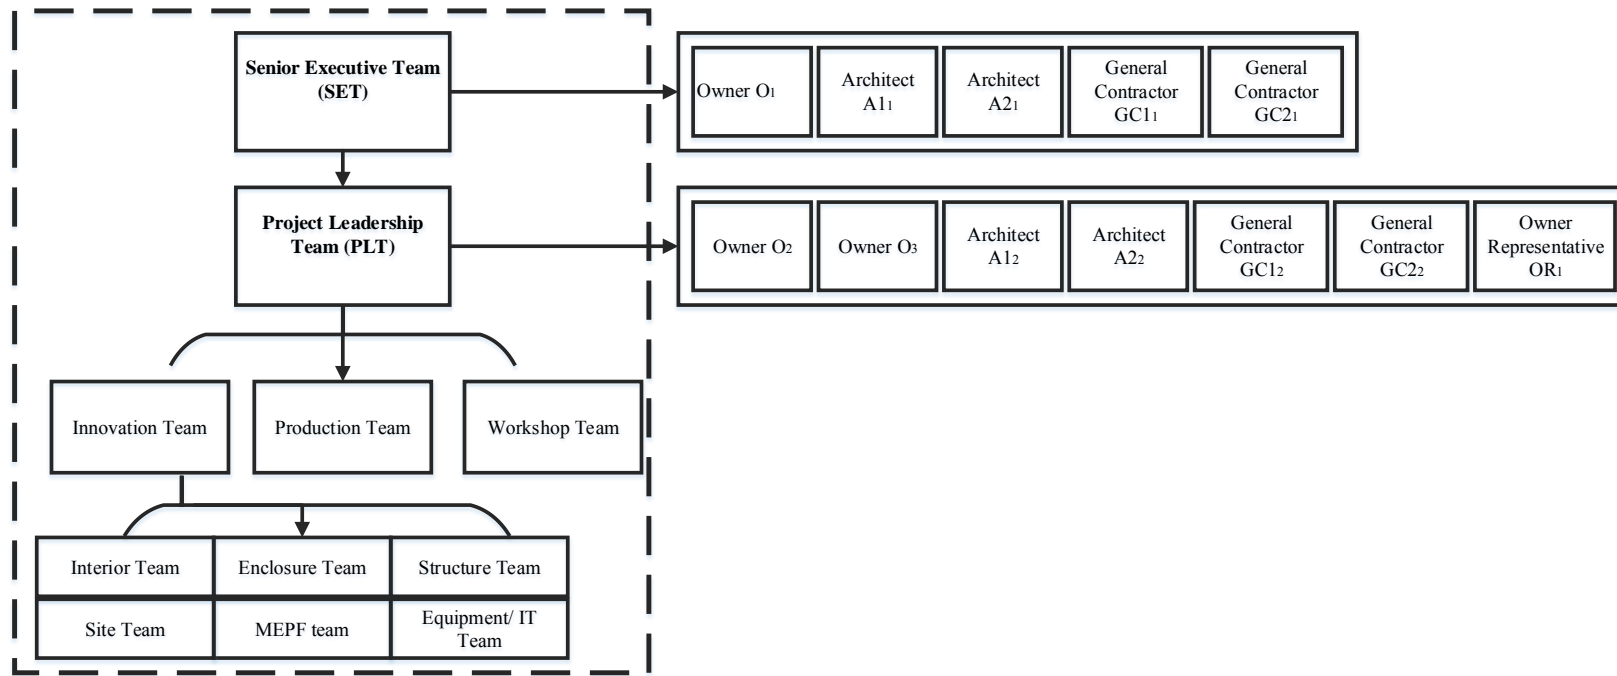 Senior Executive Team
(SET)
Owner O1
Architect
A11
Architect
A21
General
Contractor
GC11
General
Contractor
GC21
Project Leadership
Team (PLT)
Owner O2
Owner O3
Architect
A12
Architect
A22
General
Contractor
GC12
General
Contractor
GC22
Owner
Representative
OR1
Innovation Team
Production Team
Workshop Team
Interior Team
Enclosure Team
Structure Team
Site Team
MEPF team
Equipment/ IT
Team